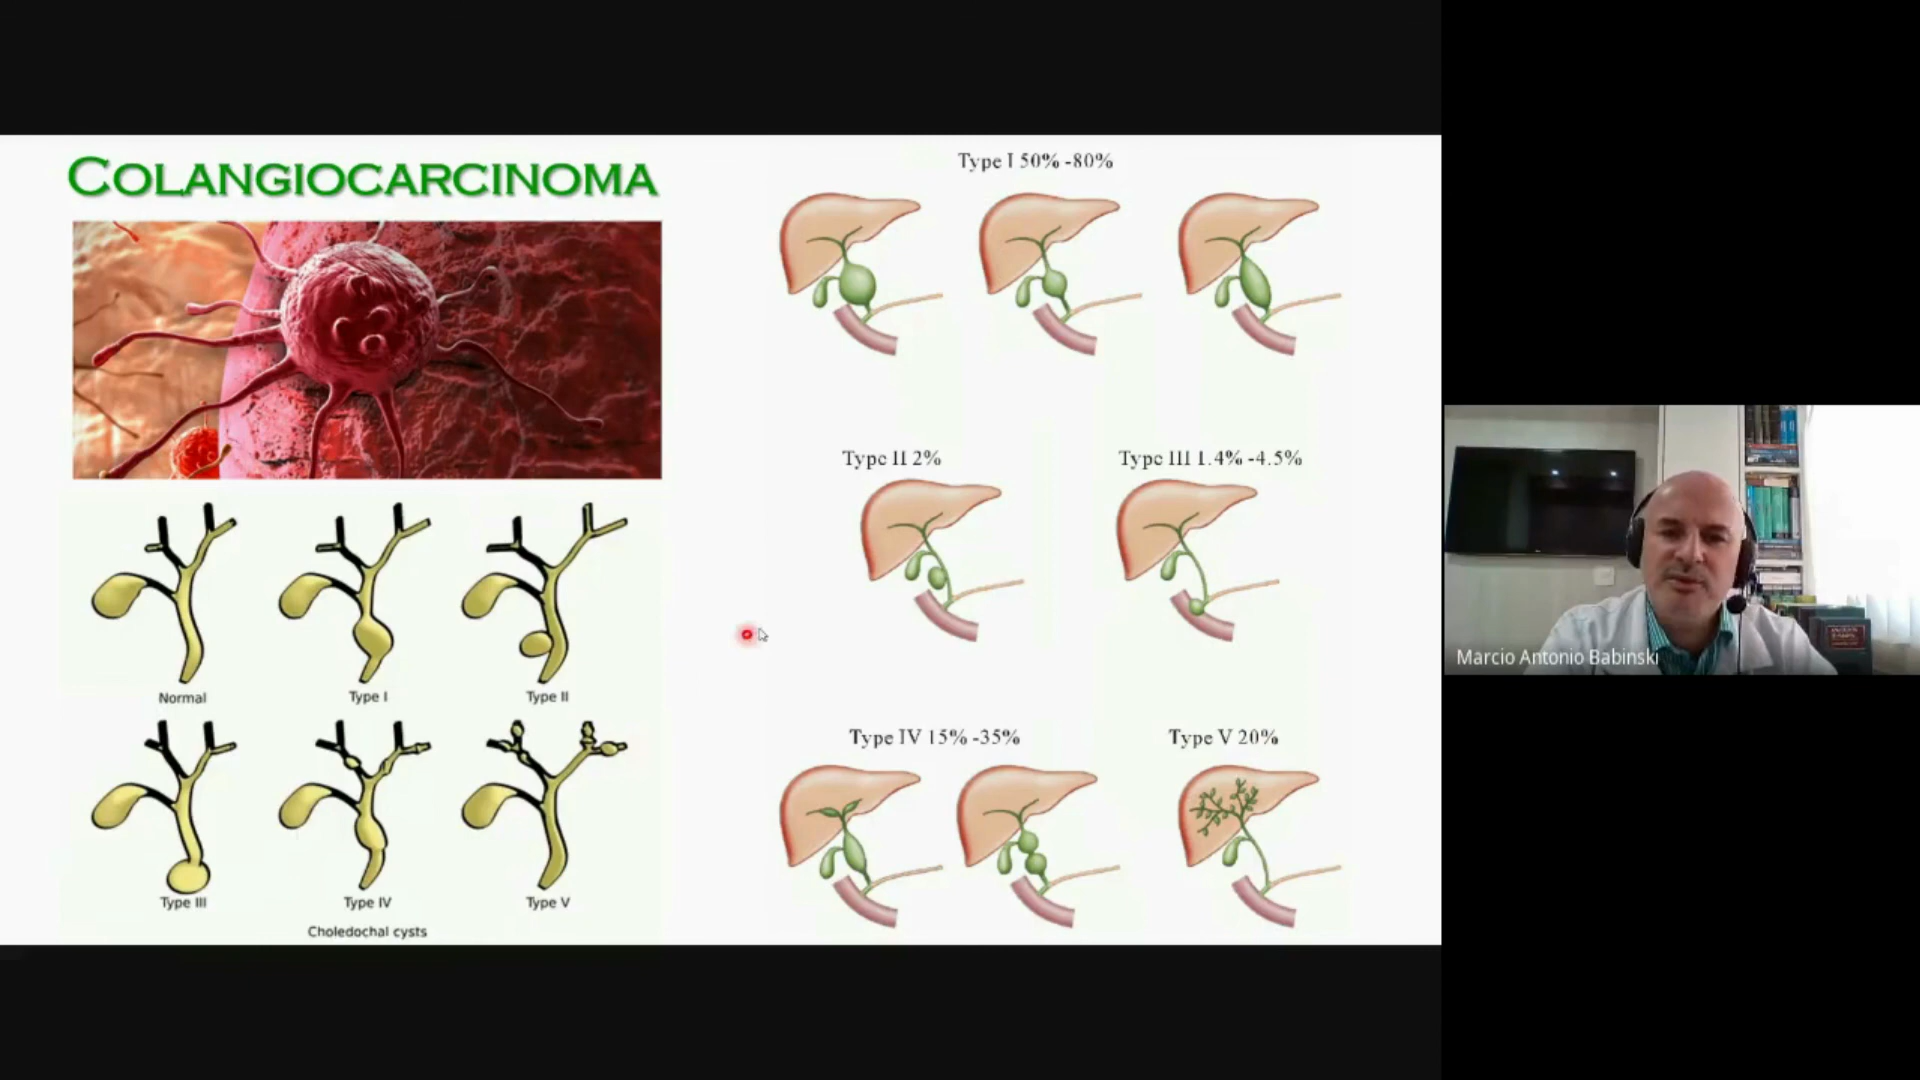 COLANGIOCARCINOMA
Normal
Type I
Type II
Type III
Type IV
Type V
Choledochal cysts
Type I 50% -80%
Type II 2%
Type III 1.4% -4.5%
Type IV 15% -35%
Type V 20%
Marcio Antonio Babinski